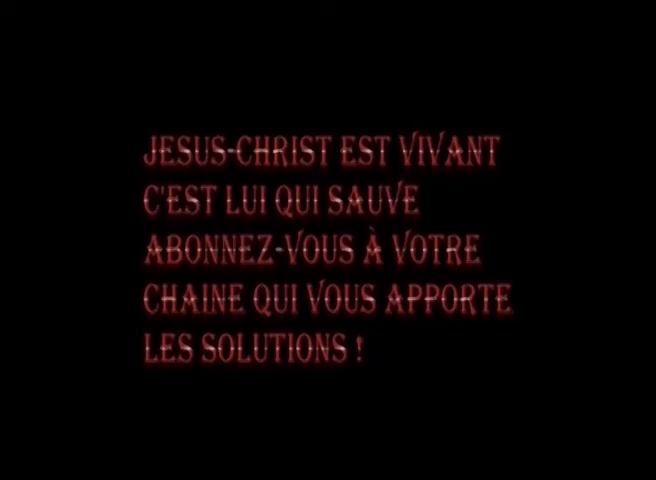 JESUS-CHRIST EST VIVANT
C'EST LUI QUI SAUVE
ABONNEZ-VOUS À VOTRE
CHAINE QUI VOUS APPORTE
LES SOLUTIONS !